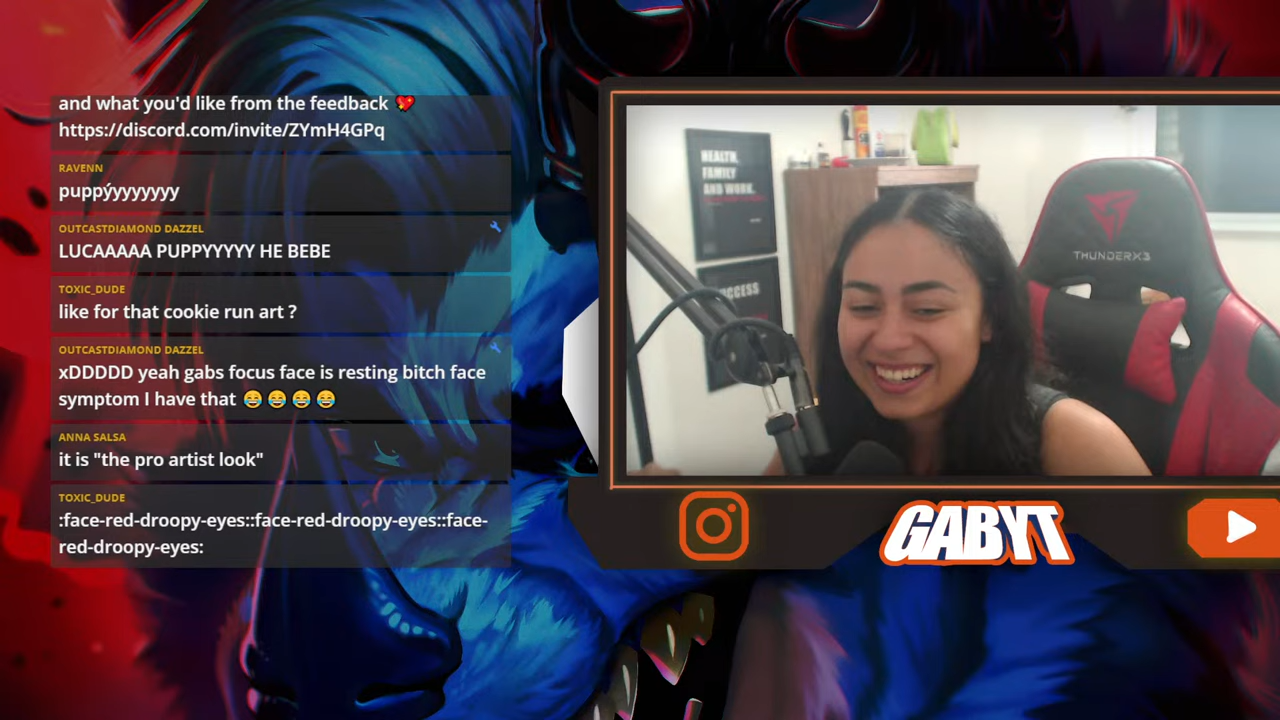 and what you'd like from the feedback 💘
https://discord.com/invite/ZYmH4GPq
RAVENN
puppýyyyyyyy
OUTCASTDIAMOND DAZZEL
LUCAAAAA PUPPYYYYY HE BEBE
TOXIC_DUDE
like for that cookie run art ?
OUTCASTDIAMOND DAZZEL
xDDDDD yeah gabs focus face is resting bitch face
symptom I have that 😂😂😂😂
ANNA SALSA
it is "the pro artist look"
TOXIC_DUDE
:face-red-droopy-eyes::face-red-droopy-eyes::face-
red-droopy-eyes:
HEALTH,
FAMILY
AND WORK.
THUNDERX3
GABYT